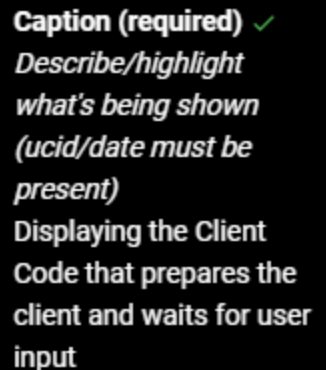 Caption (required) ✓
Describe/highlight
what's being shown
(ucid/date must be
present)
Displaying the Client
Code that prepares the
client and waits for user
input